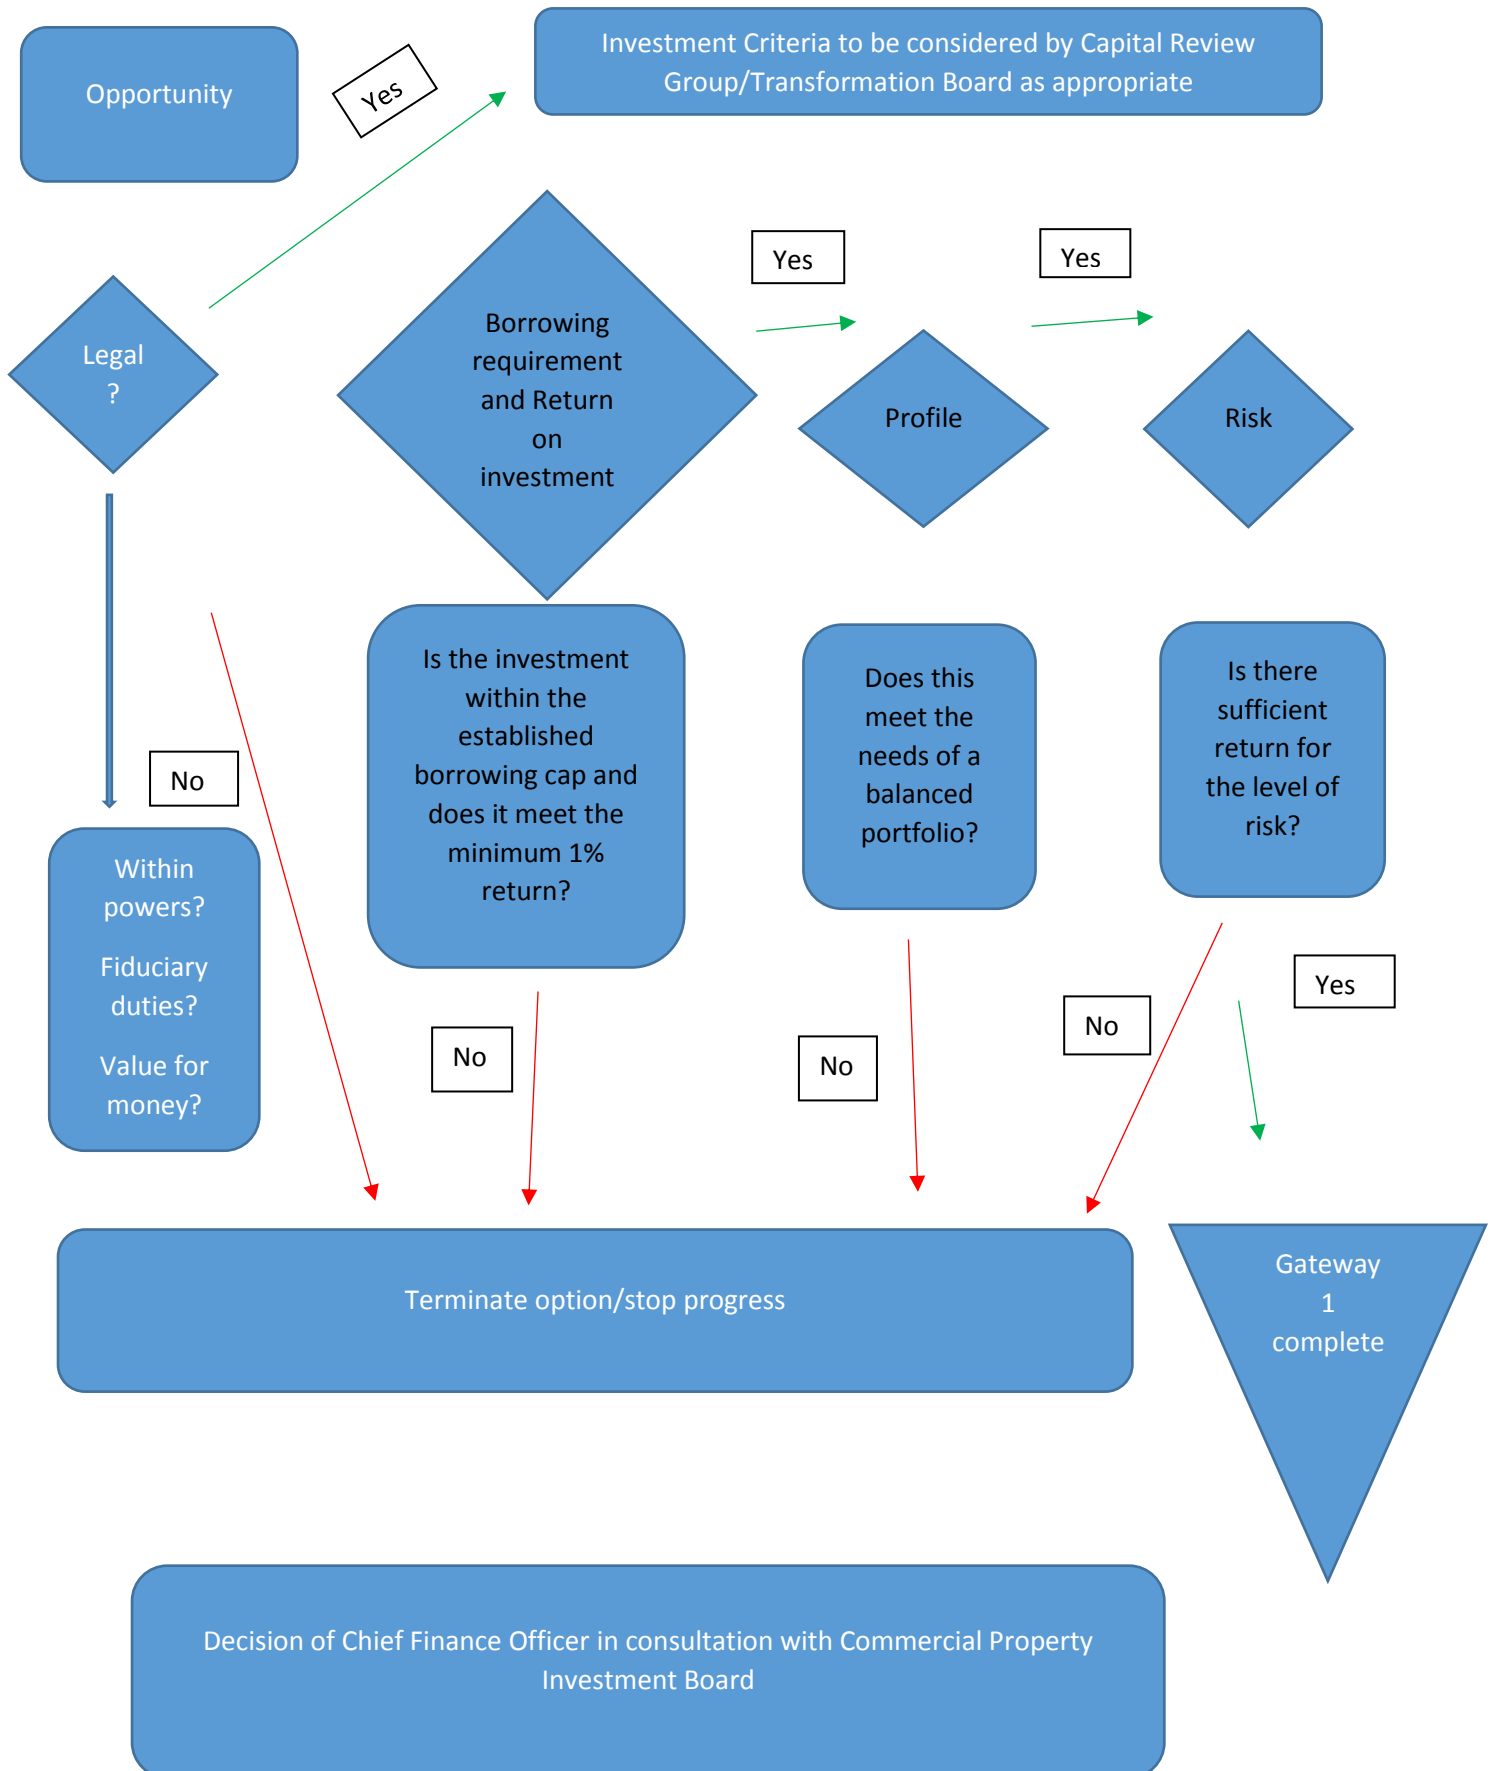 Opportunity
Yes
Investment Criteria to be considered by Capital Review
Group/Transformation Board as appropriate
Legal
?
Borrowing
requirement
and Return
on
investment
Yes
Profile
Yes
Risk
No
Within
powers?
Fiduciary
duties?
Value for
money?
Is the investment
within the
established
borrowing cap and
does it meet the
minimum 1%
return?
No
Does this
meet the
needs of a
balanced
portfolio?
No
Is there
sufficient
return for
the level of
risk?
No
Yes
Terminate option/stop progress
Gateway
1
complete
Decision of Chief Finance Officer in consultation with Commercial Property
Investment Board